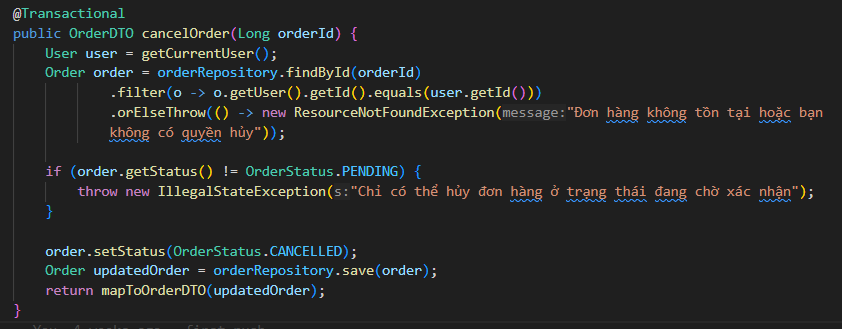 @Transactional
public OrderDTO cancelOrder(Long orderId) {
    User user = getCurrentUser();
    Order order = orderRepository.findById(orderId)
            .filter(o -> o.getUser().getId().equals(user.getId()))
            .orElseThrow(() -> new ResourceNotFoundException(message:"Đơn hàng không tồn tại hoặc bạn
            không có quyền hủy"));
    if (order.getStatus() != OrderStatus.PENDING) {
        throw new IllegalStateException(s:"Chỉ có thể hủy đơn hàng ở trạng thái đang chờ xác nhận");
    }
    order.setStatus(OrderStatus.CANCELLED);
    Order updatedOrder = orderRepository.save(order);
    return mapToOrderDTO(updatedOrder);
}